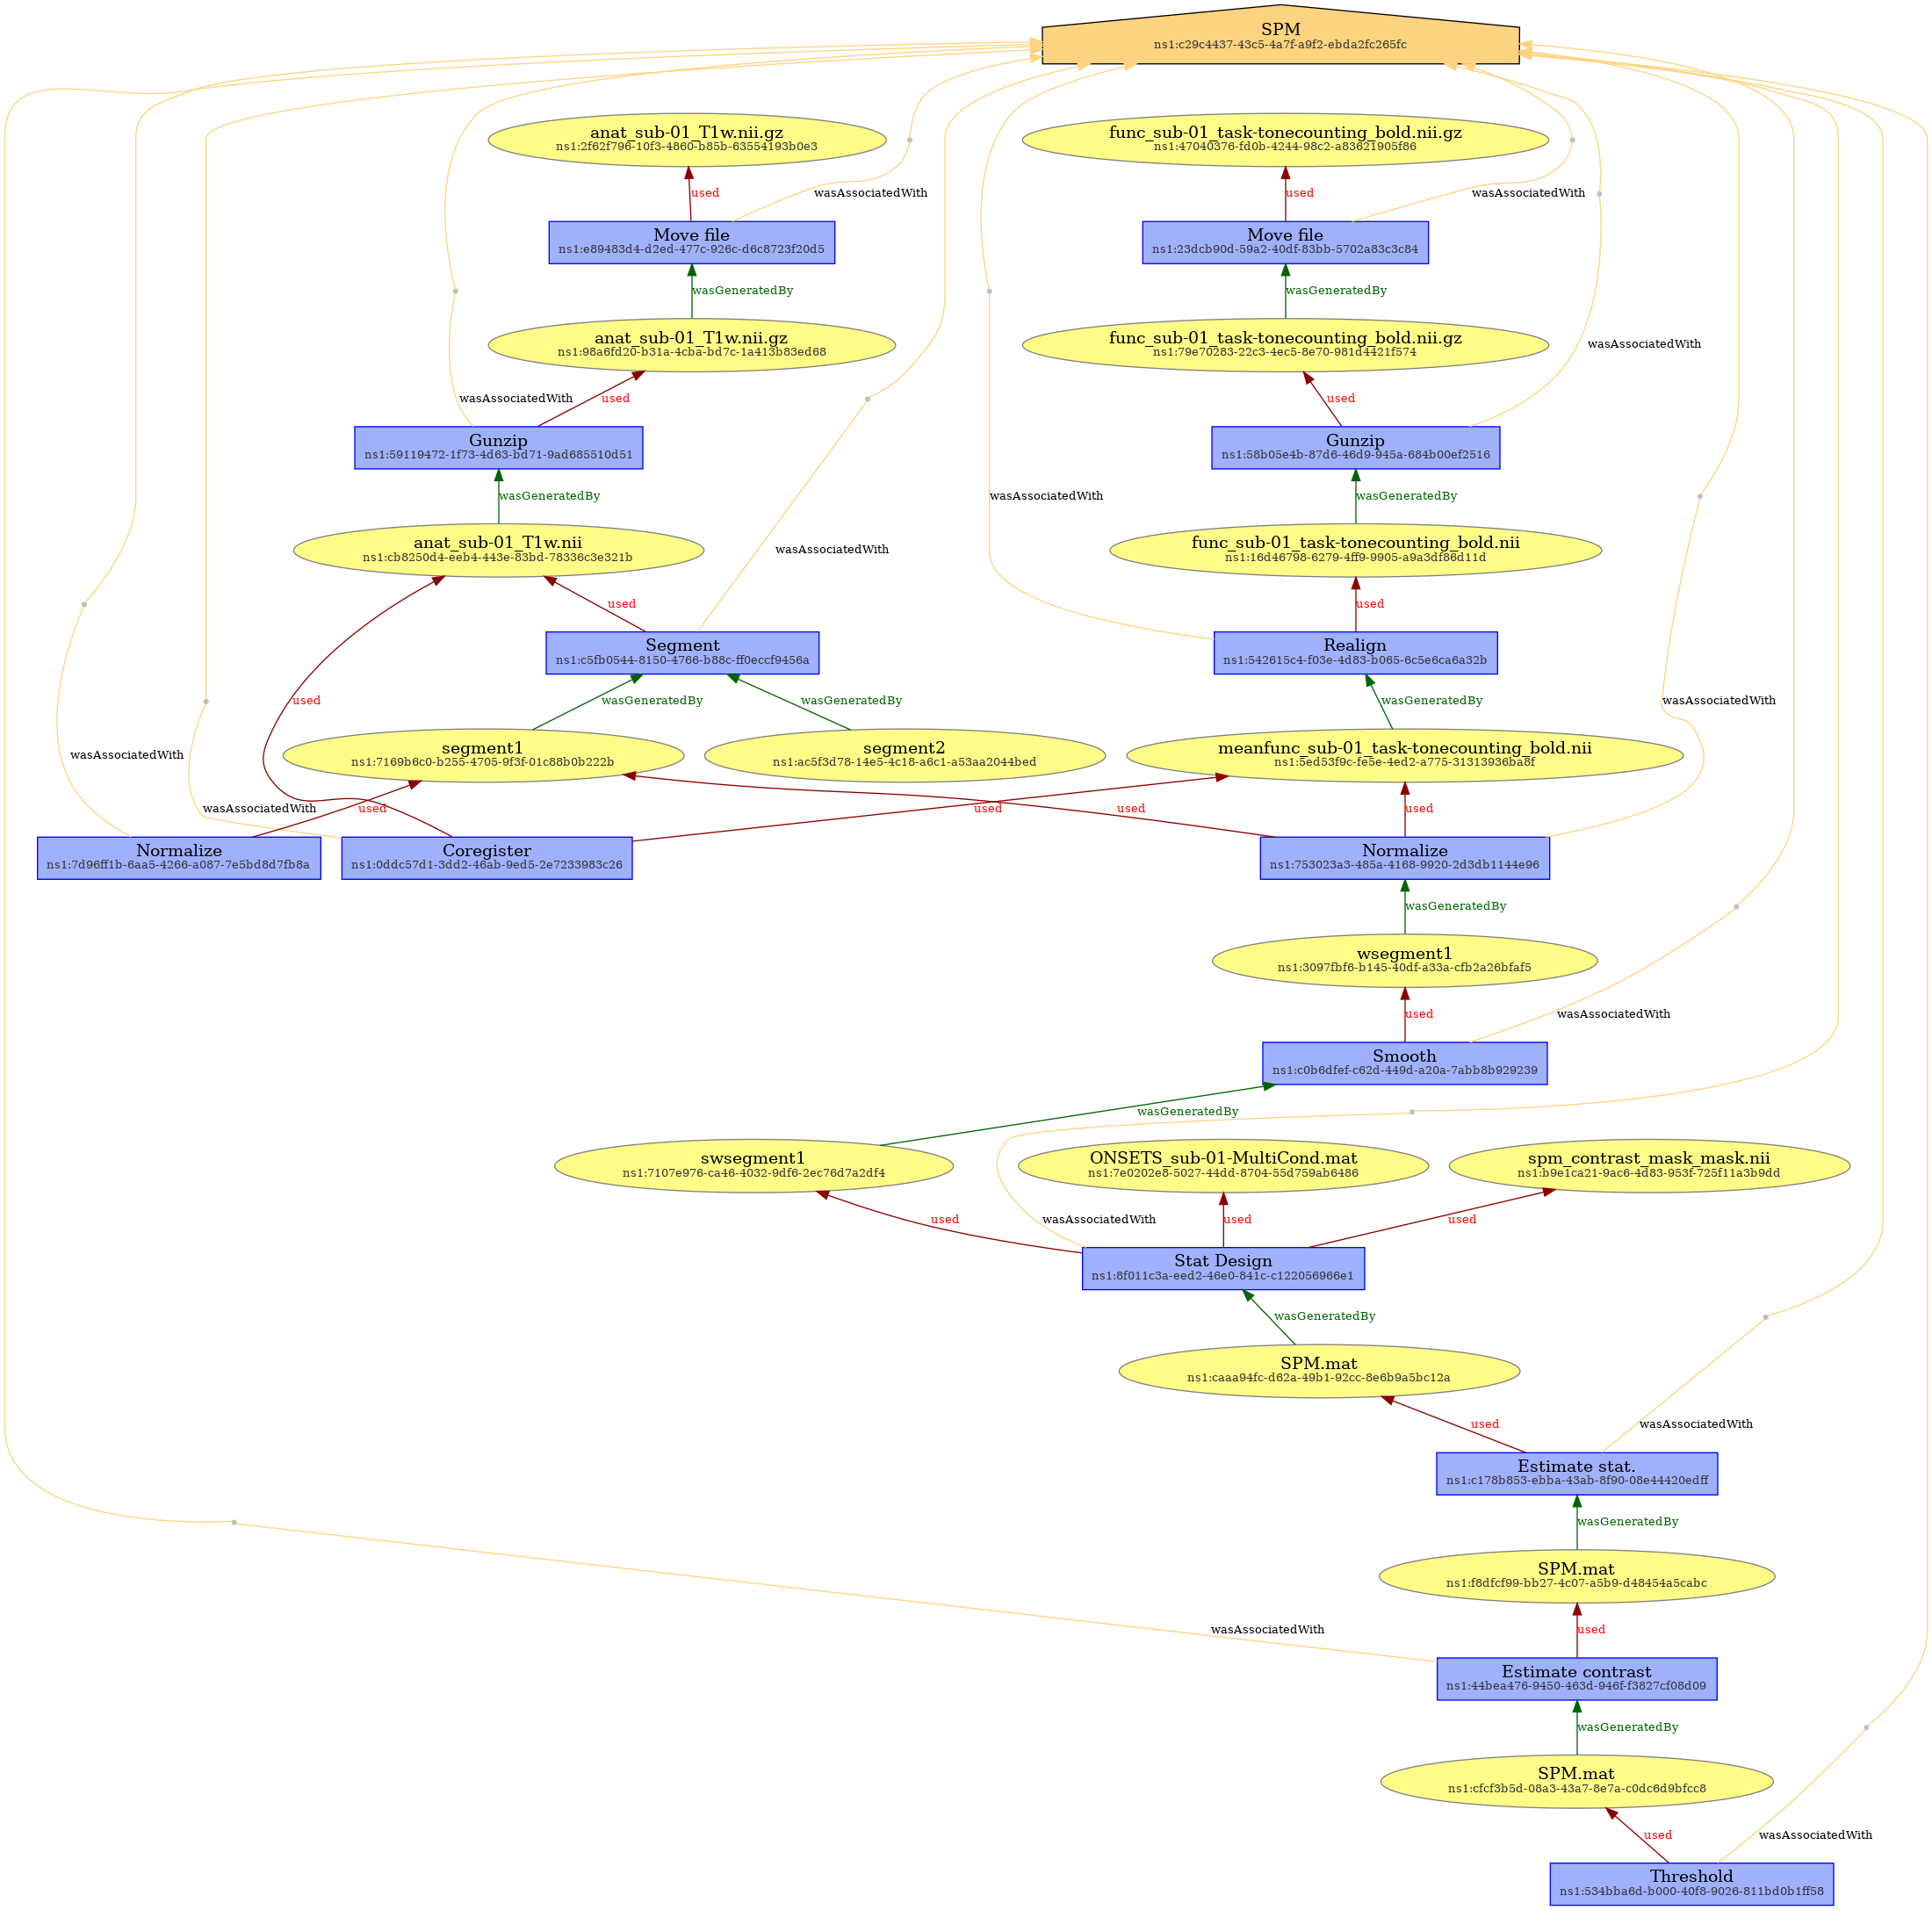 SPM
ns1:c29c4437-43c5-4a7f-a9f2-ebda2fc265fc
anat_sub-01_T1w.nii.gz
ns1:2f62f796-10f3-4860-b85b-63554193b0e3
func_sub-01_task-tonecounting_bold.nii.gz
ns1:47040376-fd0b-4244-98c2-a83621905f86
used
wasAssociatedWith
used
wasAssociatedWith
Move file
ns1:e89483d4-d2ed-477c-926c-d6c8723f20d5
Move file
ns1:23dcb90d-59a2-40df-83bb-5702a83c3c84
wasGeneratedBy
wasGeneratedBy
anat_sub-01_T1w.nii.gz
ns1:98a6fd20-b31a-4cba-bd7c-1a413b83ed68
func_sub-01_task-tonecounting_bold.nii.gz
ns1:79e70283-22c3-4ec5-8e70-981d4421f574
wasAssociatedWith
wasAssociatedWith
used
used
Gunzip
ns1:59119472-1f73-4d63-bd71-9ad685510d51
Gunzip
ns1:58b05e4b-87d6-46d9-945a-684b00ef2516
wasGeneratedBy
wasAssociatedWith
wasGeneratedBy
anat_sub-01_T1w.nii
ns1:cb8250d4-eeb4-443e-83bd-78336c3e321b
wasAssociatedWith
func_sub-01_task-tonecounting_bold.nii
ns1:16d46798-6279-4ff9-9905-a9a3df86d11d
used
used
Segment
ns1:c5fb0544-8150-4766-b88c-ff0eccf9456a
Realign
ns1:542615c4-f03e-4d83-b065-6c5e6ca6a32b
used
wasGeneratedBy
wasGeneratedBy
wasGeneratedBy
wasAssociatedWith
wasAssociatedWith
segment1
ns1:7169b6c0-b255-4705-9f3f-01c88b0b222b
segment2
ns1:ac5f3d78-14e5-4c18-a6c1-a53aa2044bed
meanfunc_sub-01_task-tonecounting_bold.nii
ns1:5ed53f9c-fe5e-4ed2-a775-31313936ba8f
wasAssociatedWith
used
used
used
used
Normalize
ns1:7d96ff1b-6aa5-4266-a087-7e5bd8d7fb8a
Coregister
ns1:0ddc57d1-3dd2-46ab-9ed5-2e7233983c26
Normalize
ns1:753023a3-485a-4168-9920-2d3db1144e96
wasGeneratedBy
wsegment1
ns1:3097fbf6-b145-40df-a33a-cfb2a26bfaf5
used
wasAssociatedWith
Smooth
ns1:c0b6dfef-c62d-449d-a20a-7abb8b929239
wasGeneratedBy
swsegment1
ns1:7107e976-ca46-4032-9df6-2ec76d7a2df4
ONSETS_sub-01-MultiCond.mat
ns1:7e0202e8-5027-44dd-8704-55d759ab6486
spm_contrast_mask_mask.nii
ns1:b9e1ca21-9ac6-4d83-953f-725f11a3b9dd
used
wasAssociatedWith
used
used
Stat Design
ns1:8f011c3a-eed2-46e0-841c-c122056966e1
wasGeneratedBy
SPM.mat
ns1:caaa94fc-d62a-49b1-92cc-8e6b9a5bc12a
used
wasAssociatedWith
Estimate stat.
ns1:c178b853-ebba-43ab-8f90-08e44420edff
wasGeneratedBy
SPM.mat
ns1:f8dfcf99-bb27-4c07-a5b9-d48454a5cabc
wasAssociatedWith
used
Estimate contrast
ns1:44bea476-9450-463d-946f-f3827cf08d09
wasGeneratedBy
SPM.mat
ns1:cfcf3b5d-08a3-43a7-8e7a-c0dc6d9bfcc8
used
wasAssociatedWith
Threshold
ns1:534bba6d-b000-40f8-9026-811bd0b1ff58